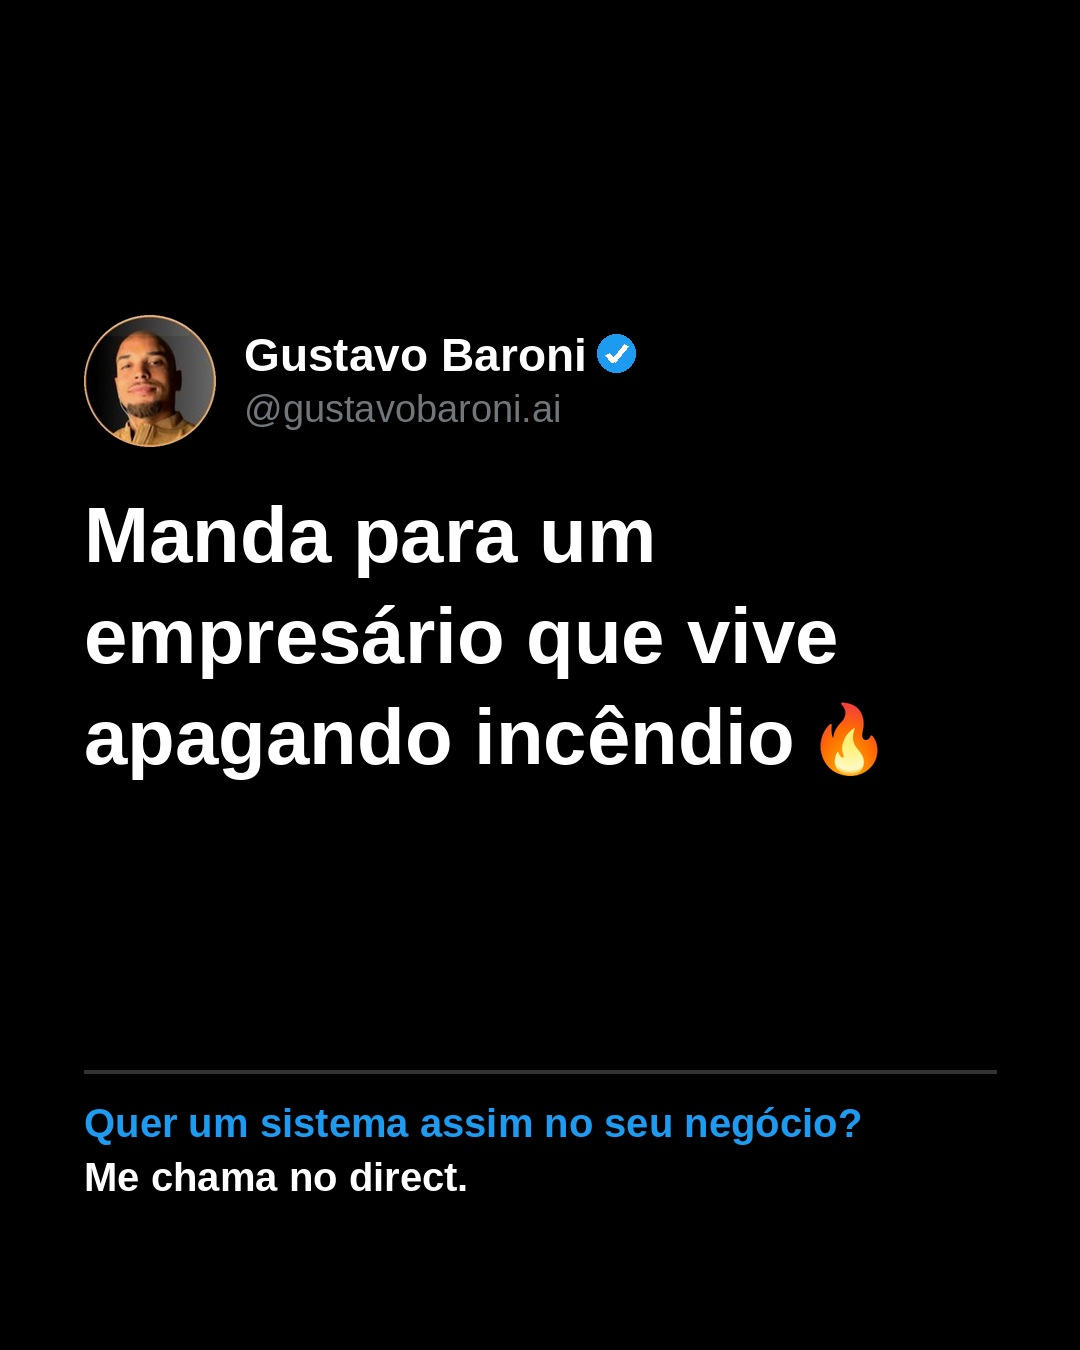 Gustavo Baroni
@gustavobaroni.ai
Manda para um
empresário que vive
apagando incêndio 🔥
Quer um sistema assim no seu negócio?
Me chama no direct.